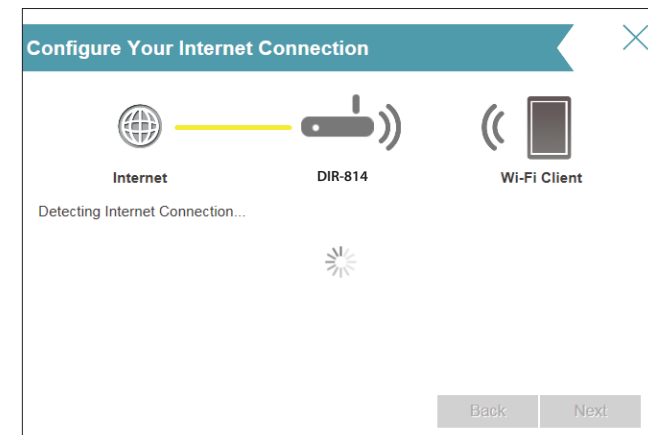 Configure Your Internet Connection
Internet
DIR-814
Wi-Fi Client
Detecting Internet Connection...
Back
Next